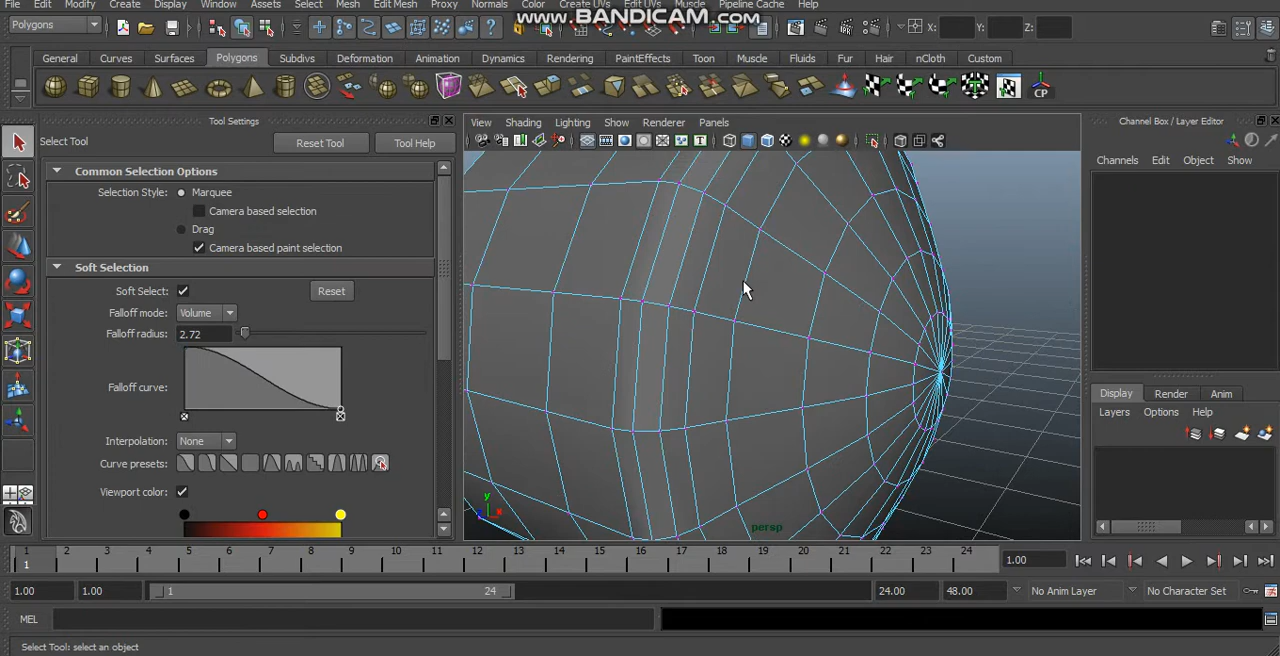 File Edit Modify Create Display Window Assets Select Mesh Edit Mesh Proxy Normals Color Create UVs Edit UVs Muscle Pipeline Cache Help
www.BANDICAM.com
Polygons X: Y: Z:
General Curves Surfaces Polygons Subdivs Deformation Animation Dynamics Rendering PaintEffects Toon Muscle Fluids Fur Hair nCloth Custom
CP
Tool Settings
Select Tool Reset Tool Tool Help
Common Selection Options
Selection Style: Marquee
Camera based selection
Drag
Camera based paint selection
Soft Selection
Soft Select: Reset
Falloff mode: Volume
Falloff radius: 2.72
Falloff curve:
Interpolation: None
Curve presets:
Viewport color:
View Shading Lighting Show Renderer Panels
y
persp
Channel Box / Layer Editor
Channels Edit Object Show
Display Render Anim
Layers Options Help
1 2 3 4 5 6 7 8 9 10 11 12 13 14 15 16 17 18 19 20 21 22 23 24
1 1.00
1.00 1.00 1 24 24.00 48.00 No Anim Layer No Character Set
MEL
Select Tool: select an object